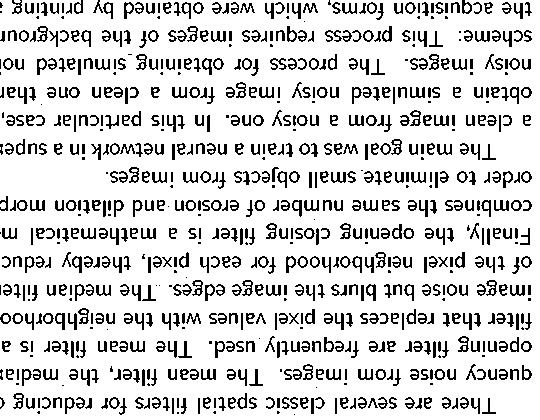 There are several classic spatial filters for reducing
quency noise from images. The mean filter, the media
opening filter are frequently used. The mean filter is a
filter that replaces the pixel values with the neighborhoo
image noise but blurs the image edges. The median filte
of the pixel neighborhood for each pixel, thereby reduc
Finally, the opening closing filter is a mathematical m
combines the same number of erosion and dilation morp
order to eliminate small objects from images.
The main goal was to train a neural network in a supe
a clean image from a noisy one. In this particular case,
obtain a simulated noisy image from a clean one than
noisy images. The process for obtaining simulated noi
scheme: This process requires images of the backgroun
the acquisition forms, which were obtained by printing